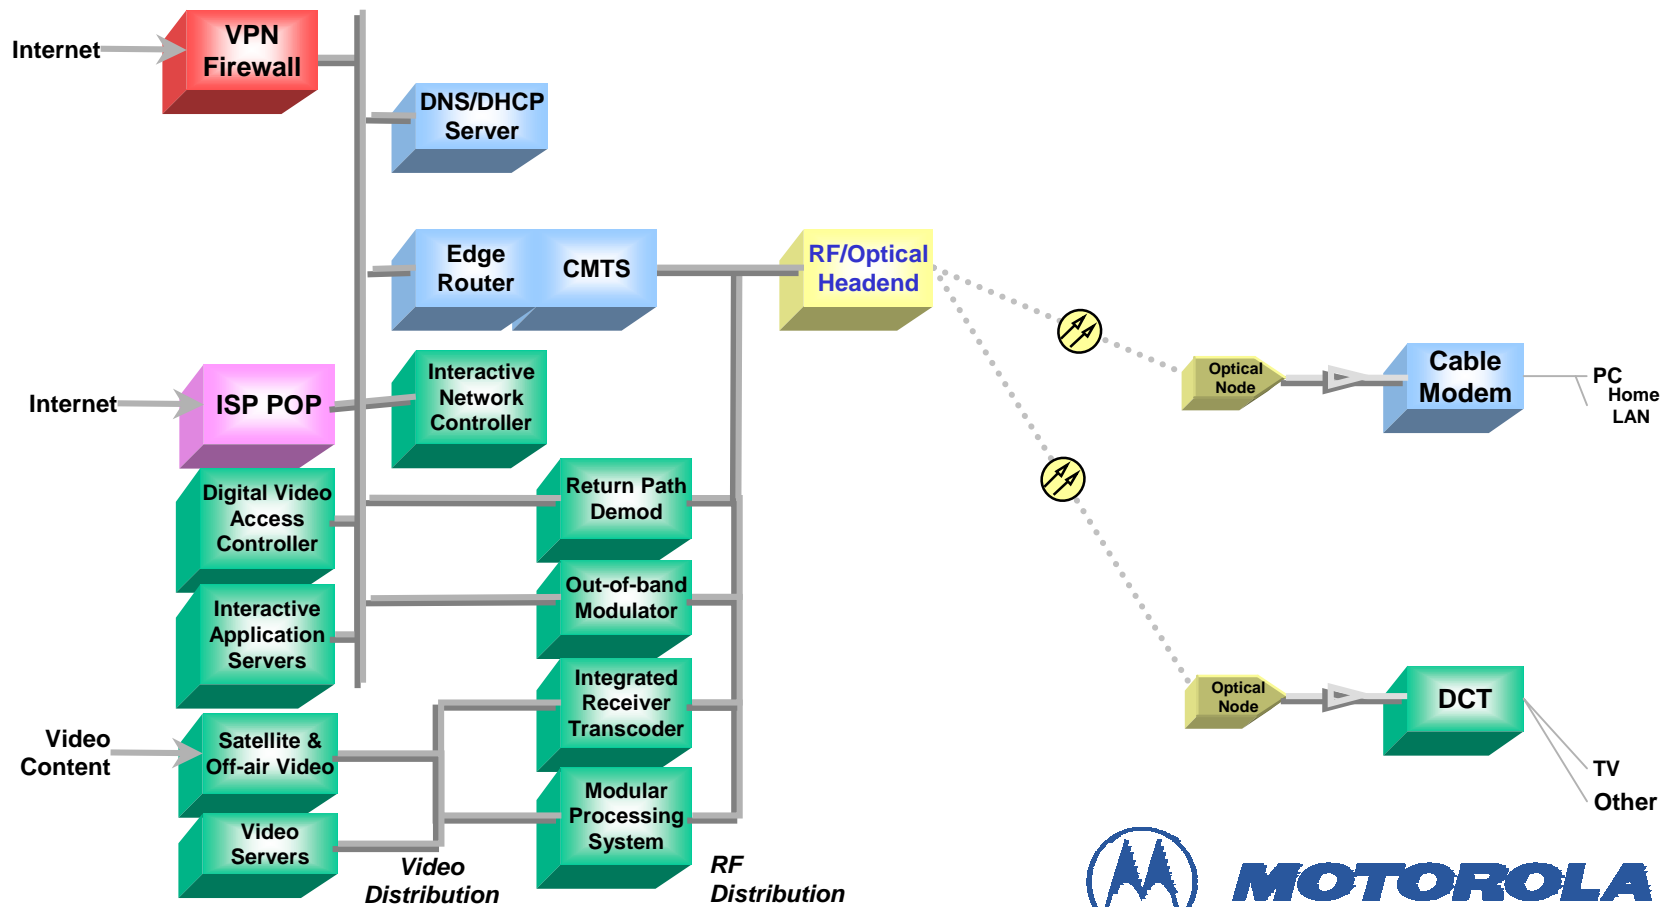 Internet
VPN
Firewall
DNS/DHCP
Server
Edge
Router
CMTS
RF/Optical
Headend
Internet
ISP POP
Interactive
Network
Controller
Optical
Node
Cable
Modem
PC
Home
LAN
Digital Video
Access
Controller
Return Path
Demod
Interactive
Application
Servers
Out-of-band
Modulator
Integrated
Receiver
Transcoder
Optical
Node
DCT
TV
Other
Video
Content
Satellite &
Off-air Video
Modular
Processing
System
Video
Servers
Video
Distribution
RF
Distribution
MOTOROLA